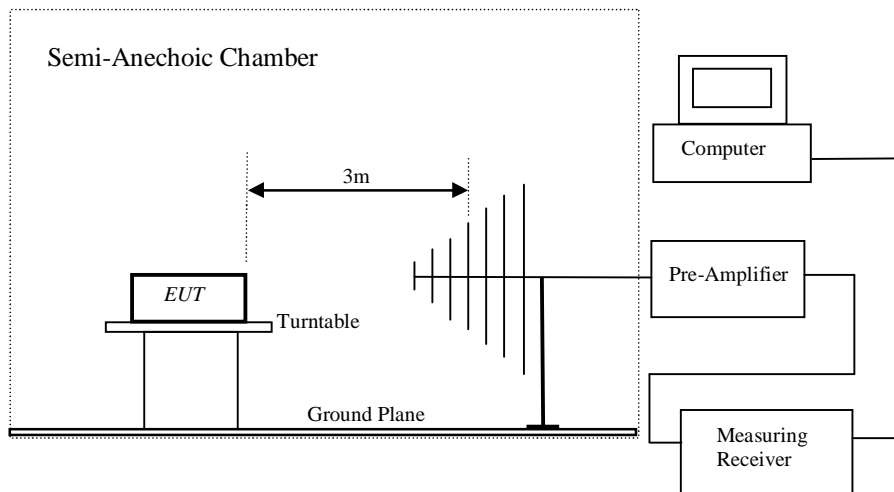 Semi-Anechoic Chamber
Computer
3m
Pre-Amplifier
EUT
Turntable
Ground Plane
Measuring
Receiver